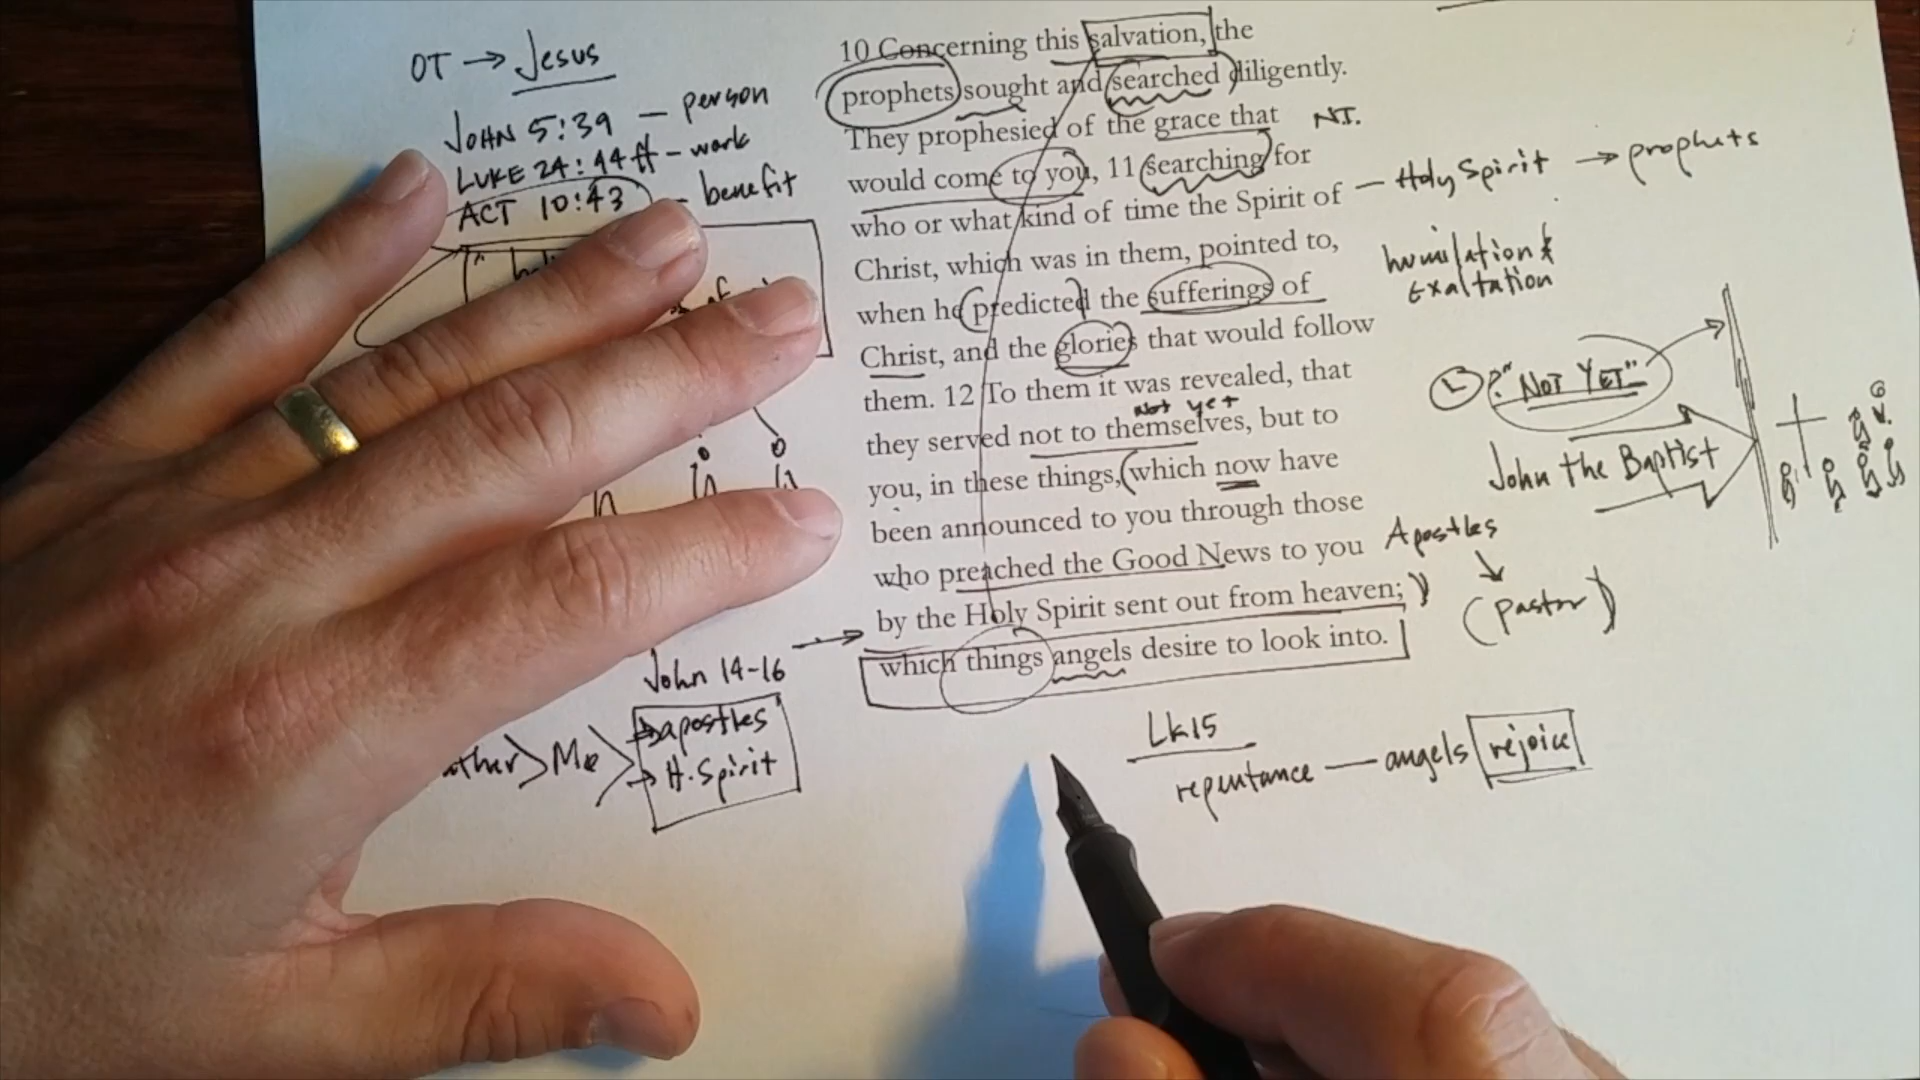 OT → Jesus
JOHN 5:39 — person
LUKE 24:44ff - work
ACT 10:43 - benefit
of
10 Concerning this salvation, the
prophets sought and searched diligently.
They prophesied of the grace that
would come to you, 11 searching for
who or what kind of time the Spirit of
Christ, which was in them, pointed to,
when he predicted the sufferings of
Christ, and the glories that would follow
them. 12 To them it was revealed, that
not yet
they served not to themselves, but to
you, in these things, which now have
been announced to you through those
who preached the Good News to you
by the Holy Spirit sent out from heaven;
which things angels desire to look into.
NT.
— Holy Spirit → prophets
humilation &
exaltation
L ? "NOT YET"
John the Baptist
Apostles
(pastor)
John 14-16
ather > Me >
→ apostles
→ H. Spirit
Lk 15
repentance — angels rejoice